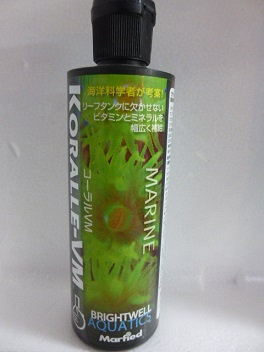 海洋科学者が考案!
リーフタンクに欠かせない
ビタミンとミネラルを
幅広く補給!
KORALLE-VM
コーラルVM
MARINE
BRIGHTWELL
AQUATICS
Marfied